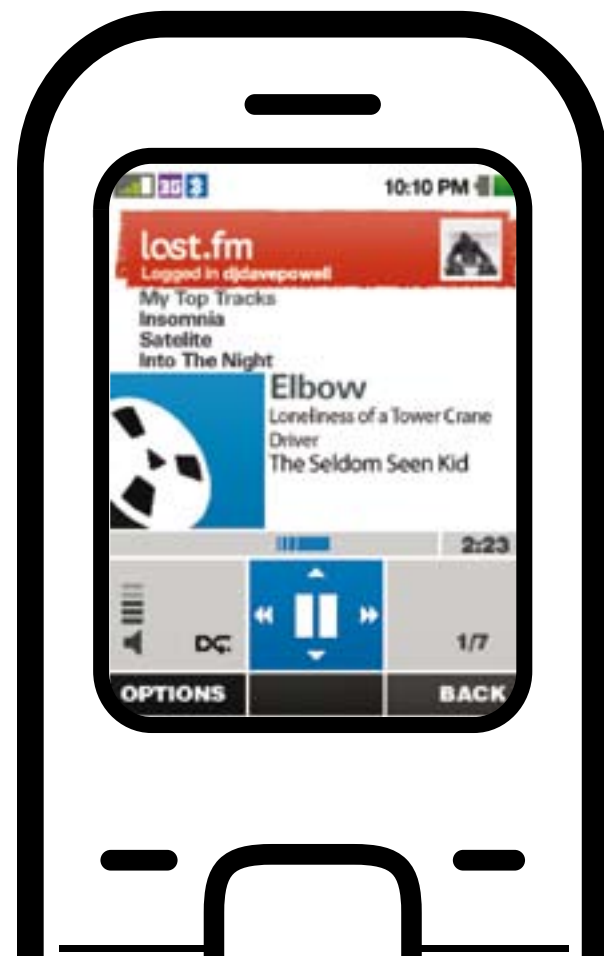 3G 10:10 PM
lost.fm
Logged in djdavepowell
My Top Tracks
Insomnia
Satelite
Into The Night
Elbow
Loneliness of a Tower Crane
Driver
The Seldom Seen Kid
2:23
1/7
OPTIONS BACK